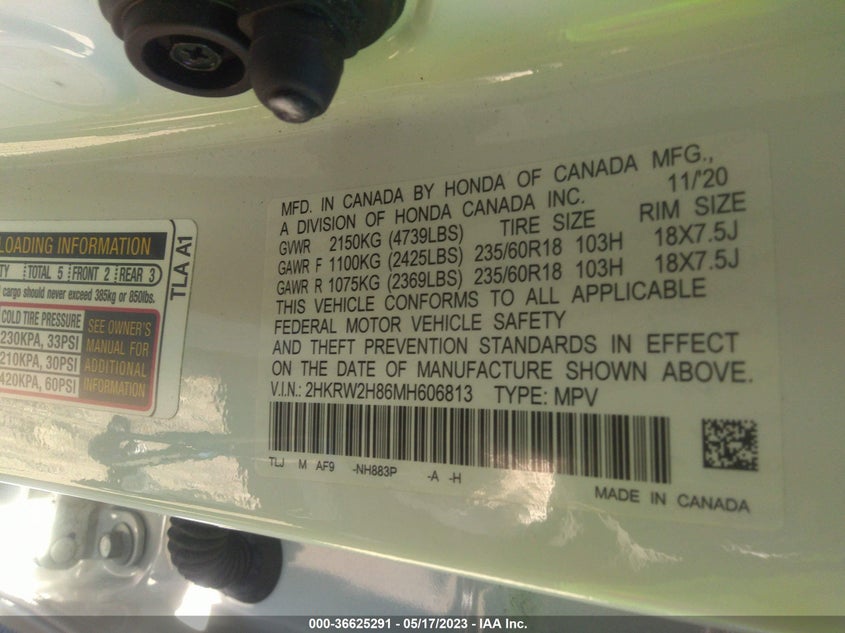 LOADING INFORMATION
TY TOTAL 5 FRONT 2 REAR 3
cargo should never exceed 385kg or 850lbs.
COLD TIRE PRESSURE
230KPA, 33PSI
210KPA, 30PSI
420KPA, 60PSI
SEE OWNER'S
MANUAL FOR
ADDITIONAL
INFORMATION
TLA A1
MFD. IN CANADA BY HONDA OF CANADA MFG.,
A DIVISION OF HONDA CANADA INC. 11/'20
GVWR 2150KG (4739LBS) TIRE SIZE RIM SIZE
GAWR F 1100KG (2425LBS) 235/60R18 103H 18X7.5J
GAWR R 1075KG (2369LBS) 235/60R18 103H 18X7.5J
THIS VEHICLE CONFORMS TO ALL APPLICABLE
FEDERAL MOTOR VEHICLE SAFETY
AND THEFT PREVENTION STANDARDS IN EFFECT
ON THE DATE OF MANUFACTURE SHOWN ABOVE.
V.I.N.: 2HKRW2H86MH606813 TYPE: MPV
TLJ M AF9 -NH883P -A -H
MADE IN CANADA
000-36625291 - 05/17/2023 - IAA Inc.